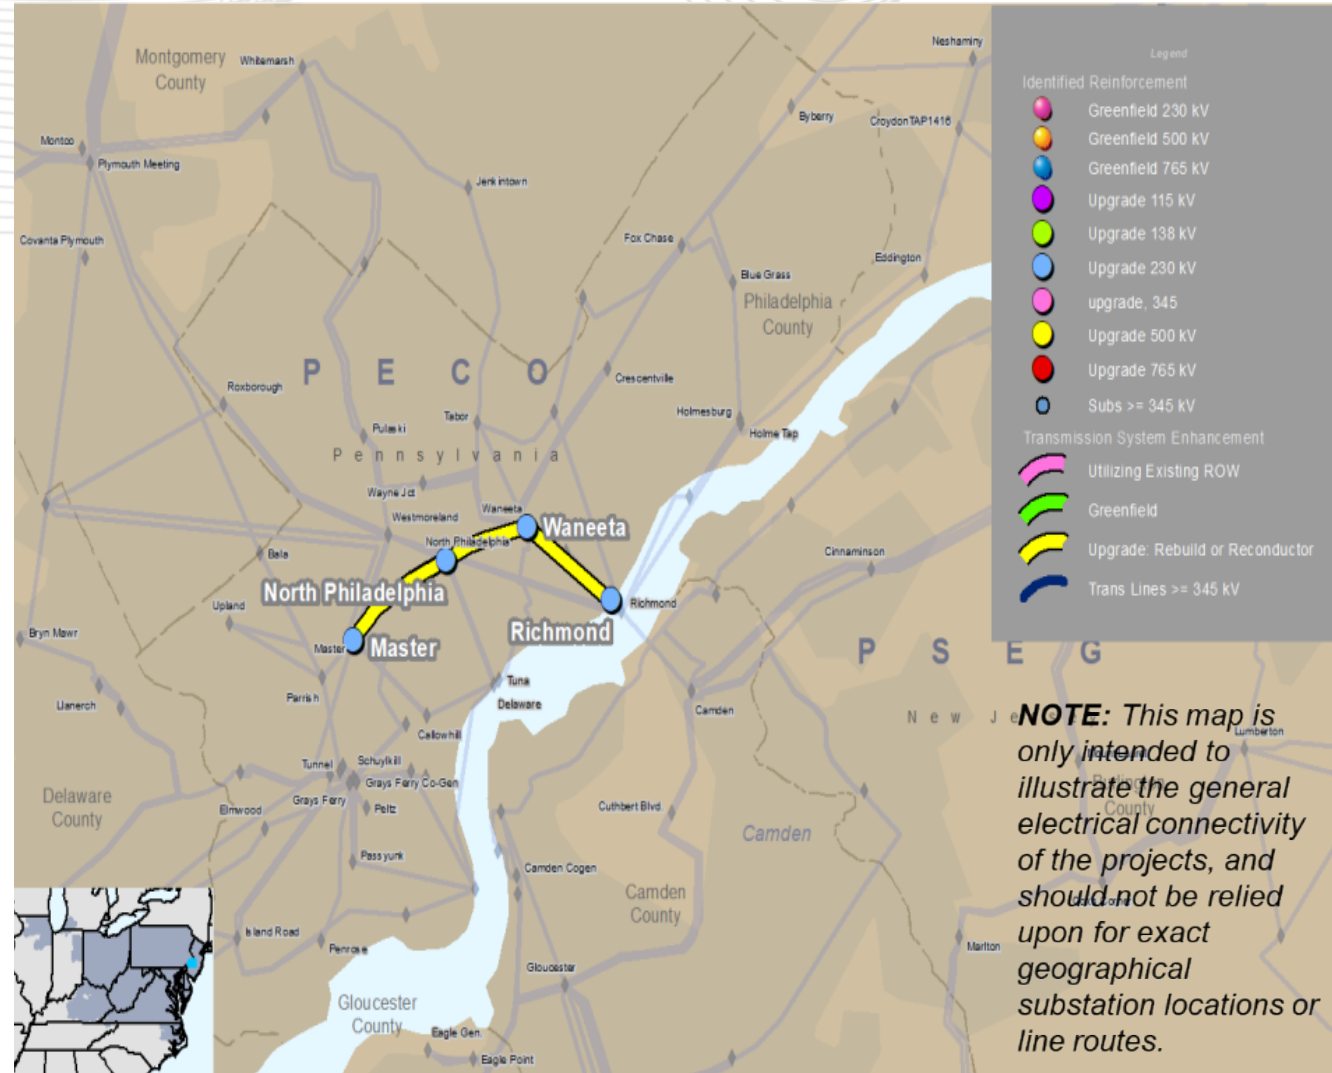 Neshaminy
Montgomery
County
Whitemarsh
Byberry
Croydon TAP1416
Montco
Plymouth Meeting
Jenkintown
Covanta Plymouth
Fox Chase
Eddington
Blue Grass
Philadelphia
County
P E C O
Roxborough
Crescentville
Tabor
Holmesburg
Pulaski
Holme Tap
Pennsylvania
Wayne Jct
Waneeta
Westmoreland
Waneeta
North Philadelphia
Bala
Cinnaminson
North Philadelphia
Upland
Richmond
Bryn Mawr
Richmond
Master
Master
P S E G
Parrish
Tuna
Llanerch
Delaware
Camden
New Je
Callowhill
Lumberton
Tunnel
Schuylkill
Grays Ferry Co-Gen
Delaware
County
Grays Ferry
Peltz
Elmwood
Cuthbert Blvd
Burlington
County
Camden
Passyunk
Camden Cogen
Camden
County
Island Road
Penrose
Marlton
Gloucester
Gloucester
County
Eagle Gen.
Eagle Point
Legend
Identified Reinforcement
Greenfield 230 kV
Greenfield 500 kV
Greenfield 765 kV
Upgrade 115 kV
Upgrade 138 kV
Upgrade 230 kV
upgrade, 345
Upgrade 500 kV
Upgrade 765 kV
Subs >= 345 kV
Transmission System Enhancement
Utilizing Existing ROW
Greenfield
Upgrade: Rebuild or Reconductor
Trans Lines >= 345 kV
NOTE: This map is
only intended to
illustrate the general
electrical connectivity
of the projects, and
should not be relied
upon for exact
geographical
substation locations or
line routes.